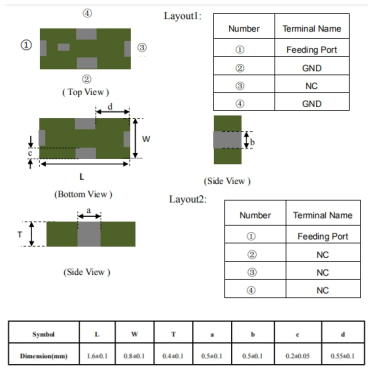 ④
Layout1:
①
③
②
( Top View )
Number Terminal Name
① Feeding Port
② GND
③ NC
④ GND
d
W
c
L
b
(Bottom View )
(Side View )
Layout2:
a
T
(Side View )
Number Terminal Name
① Feeding Port
② NC
③ NC
④ NC
Symbol L W T a b c d
Dimension(mm) 1.6±0.1 0.8±0.1 0.4±0.1 0.5±0.1 0.5±0.1 0.2±0.05 0.55±0.1